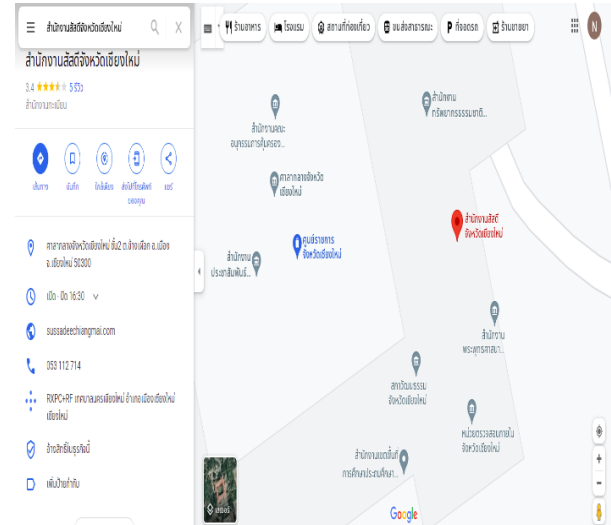 สำนักงานสัสดีจังหวัดเชียงใหม่
ร้านอาหาร
โรงแรม
สถานที่ท่องเที่ยว
ขนส่งสาธารณะ
ที่จอดรถ
ร้านขายยา
N
สำนักงานสัสดีจังหวัดเชียงใหม่
3.4 5 รีวิว
สำนักงานทะเบียน
เส้นทาง
บันทึก
ใกล้เคียง
ส่งไปที่โทรศัพท์
ของคุณ
แชร์
ศาลากลางจังหวัดเชียงใหม่ ชั้น2 ต.ช้างเผือก อ.เมือง
จ.เชียงใหม่ 50300
เปิด · ปิด 16:30
sussadeechiangmai.com
053 112 714
RXPC+RF เทศบาลนครเชียงใหม่ อำเภอเมืองเชียงใหม่
เชียงใหม่
อ้างสิทธิ์ในธุรกิจนี้
เพิ่มป้ายกำกับ
สำนักงาน
ทรัพยากรธรรมชาติ...
สำนักงานคณะ
อนุกรรมการคุ้มครอง...
ศาลากลางจังหวัด
เชียงใหม่
สำนักงานสัสดี
จังหวัดเชียงใหม่
ศูนย์ราชการ
จังหวัดเชียงใหม่
สำนักงาน
ประชาสัมพันธ์...
สำนักงาน
พระพุทธศาสนา...
สภาวัฒนธรรม
จังหวัดเชียงใหม่
หน่วยตรวจสอบภายใน
จังหวัดเชียงใหม่
สำนักงานเขตพื้นที่
การศึกษาประถมศึกษา...
Google